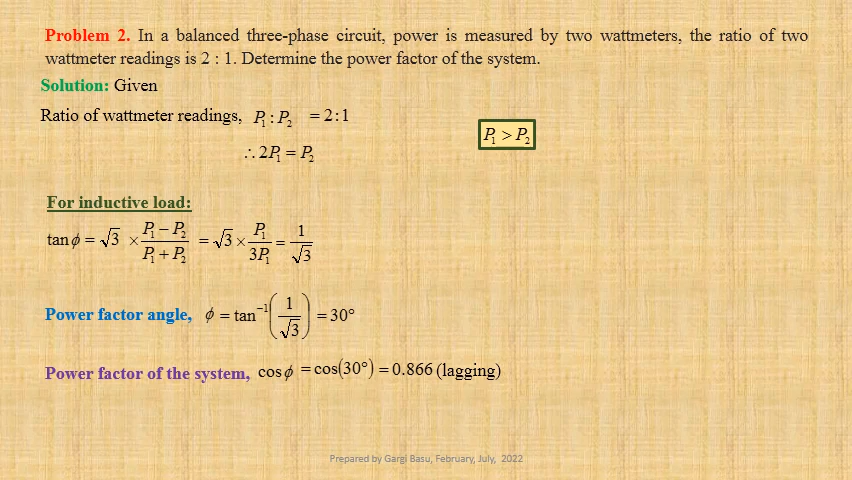 Problem 2. In a balanced three-phase circuit, power is measured by two wattmeters, the ratio of two
wattmeter readings is 2 : 1. Determine the power factor of the system.
Solution: Given
Ratio of wattmeter readings, P₁ : P₂ = 2 : 1
P₁ > P₂
∴ 2P₁ = P₂
For inductive load:
tan ϕ = √3 × (P₁ − P₂)/(P₁ + P₂) = √3 × P₁/3P₁ = 1/√3
Power factor angle, ϕ = tan⁻¹(1/√3) = 30°
Power factor of the system, cos ϕ = cos(30°) = 0.866 (lagging)
Prepared by Gargi Basu, February, July, 2022